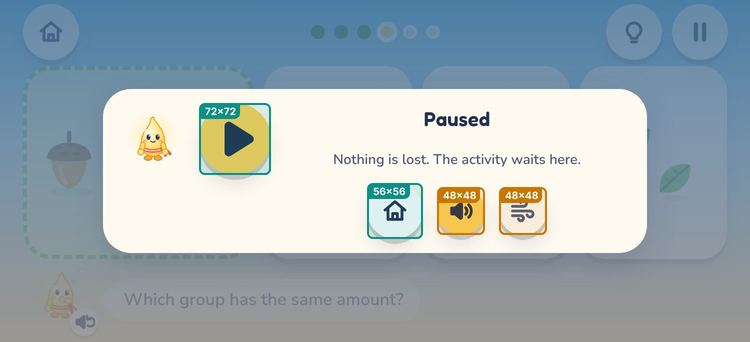 72×72
Paused
Nothing is lost. The activity waits here.
56×56
48×48
48×48
Which group has the same amount?